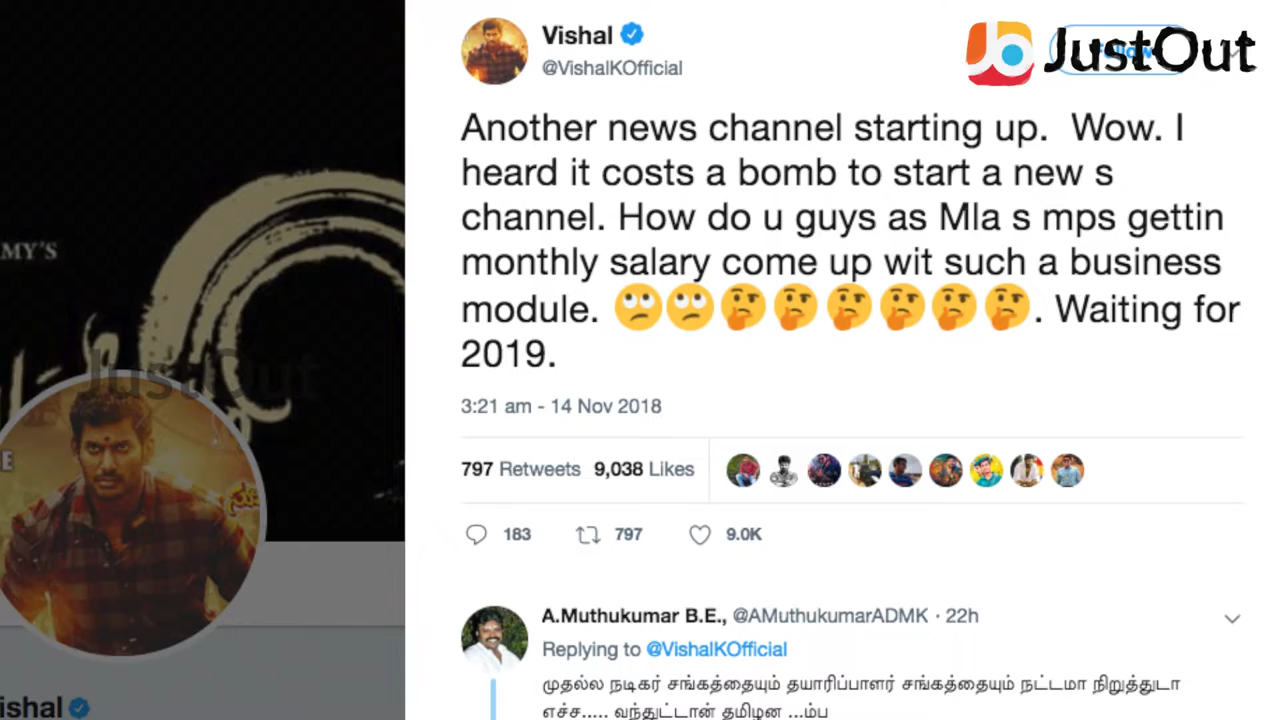 Vishal
@VishalKOfficial
JustOut
Another news channel starting up. Wow. I
heard it costs a bomb to start a new s
channel. How do u guys as Mla s mps gettin
monthly salary come up wit such a business
module. 🙄🙄🤔🤔🤔🤔🤔🤔. Waiting for
2019.
3:21 am - 14 Nov 2018
797 Retweets 9,038 Likes
183 797 9.0K
A.Muthukumar B.E., @AMuthukumarADMK · 22h
Replying to @VishalKOfficial
முதல்ல நடிகர் சங்கத்தையும் தயாரிப்பாளர் சங்கத்தையும் நட்டமா நிறுத்துடா
எச்ச..... வந்துட்டான் தமிழன ...ம்ப
MY'S
JustOut
ishal